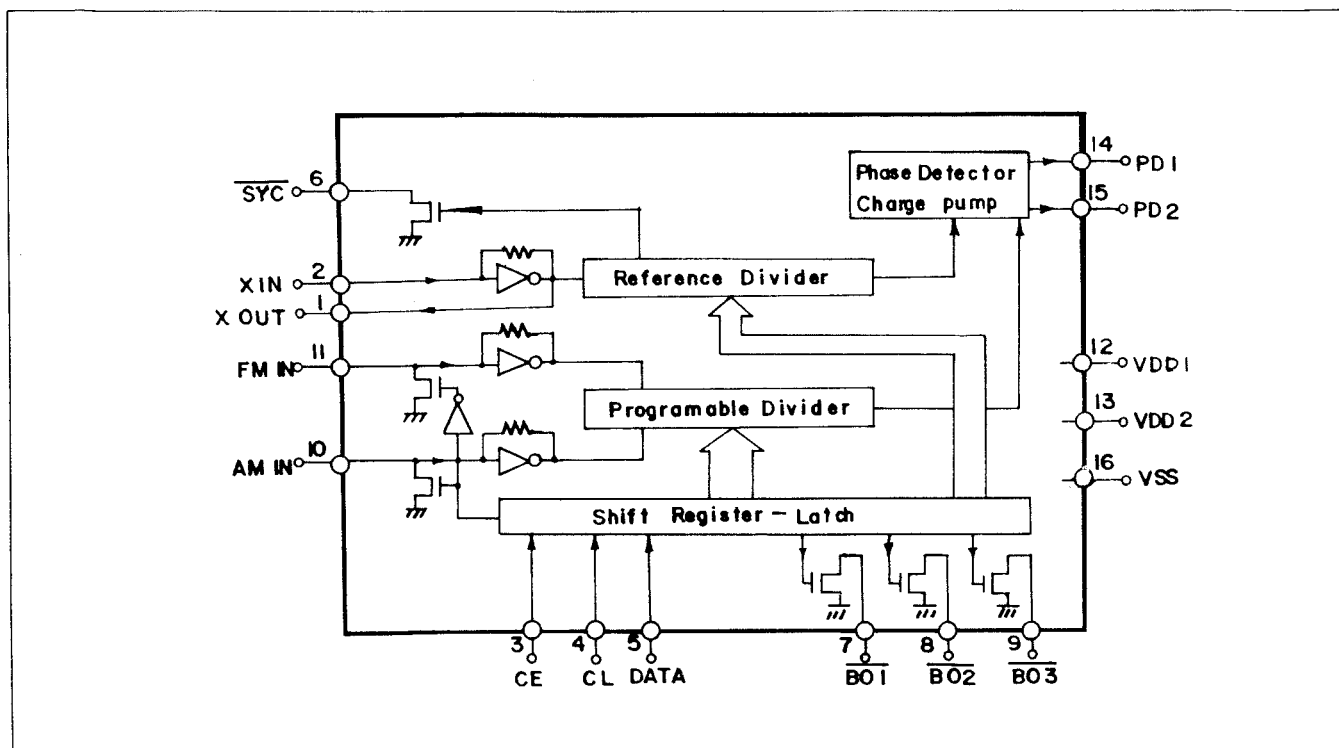 14
PD1
Phase Detector
Charge pump
15
PD2
6
SYC
2
XIN
1
X OUT
Reference Divider
11
FM IN
12
VDD1
Programable Divider
13
VDD2
10
AM IN
16
VSS
Shift Register - Latch
3
4
5
7
8
9
CE
CL
DATA
BO1
BO2
BO3